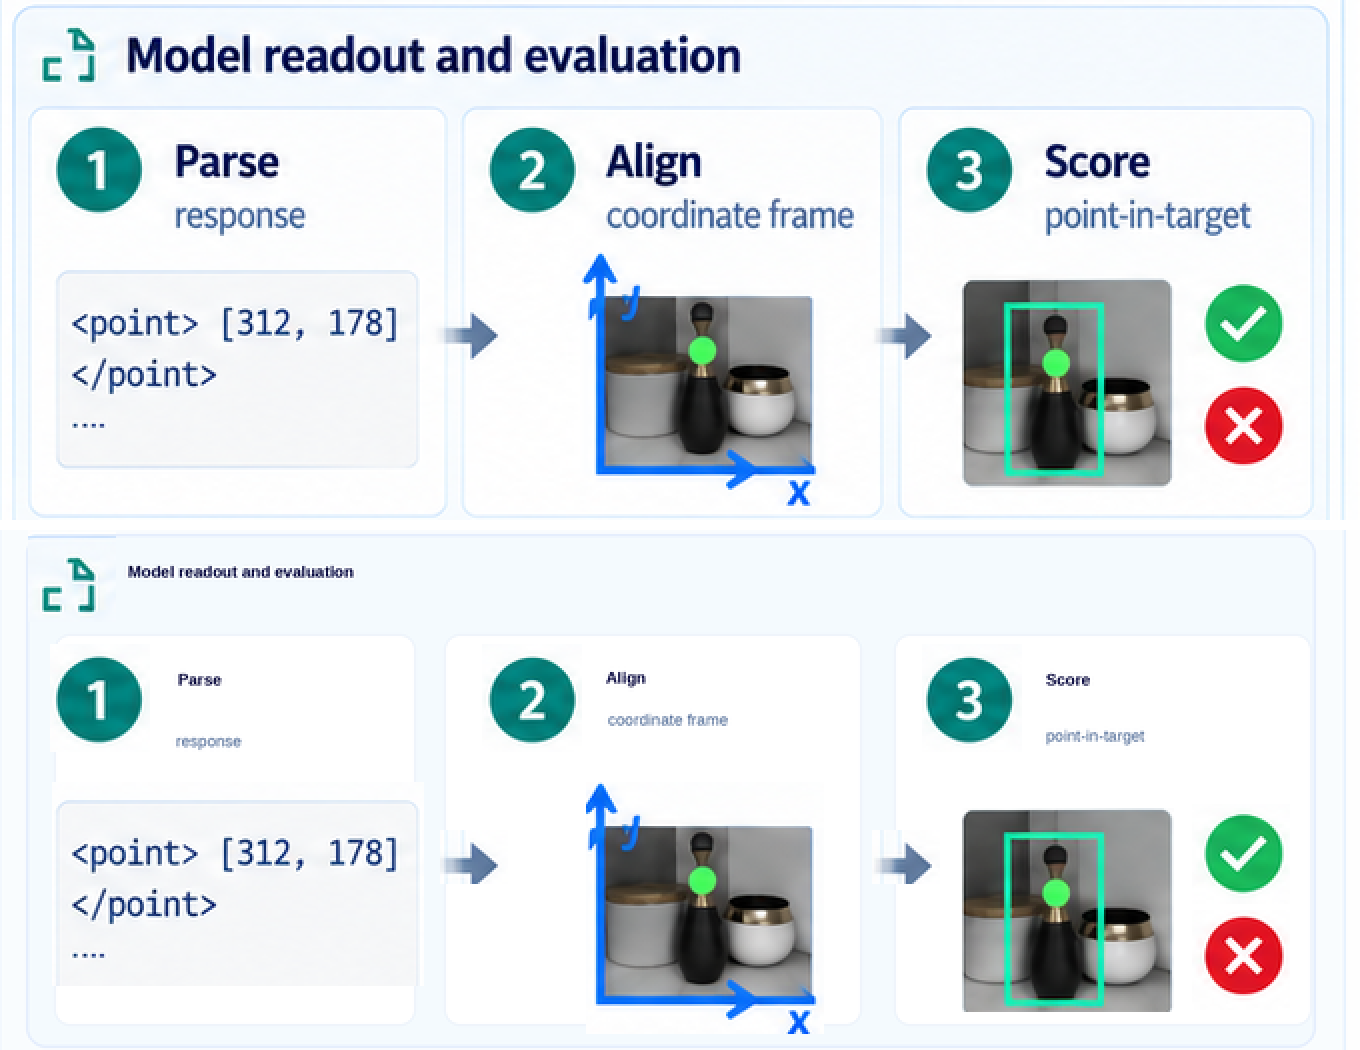 Model readout and evaluation
1
Parse
response
<point> [312, 178]
</point>
....
2
Align
coordinate frame
y
x
3
Score
point-in-target
Model readout and evaluation
1
Parse
response
<point> [312, 178]
</point>
....
2
Align
coordinate frame
y
x
3
Score
point-in-target